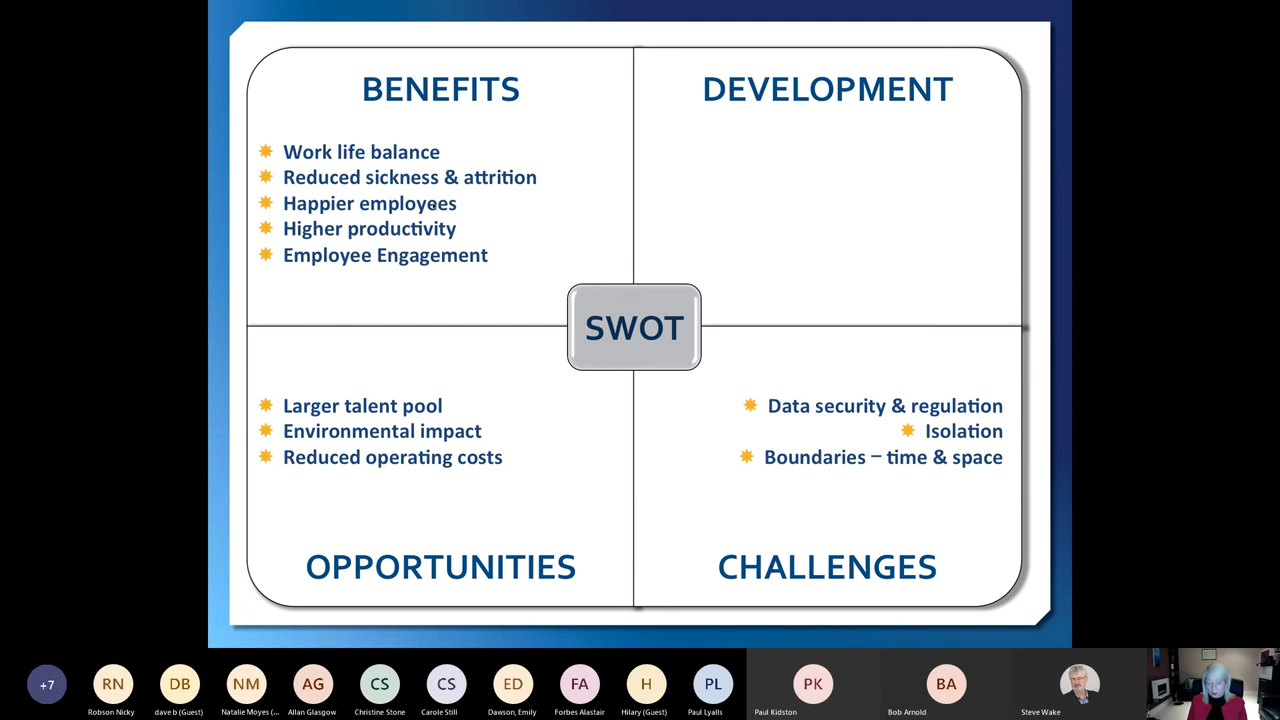 BENEFITS
Work life balance
Reduced sickness & attrition
Happier employees
Higher productivity
Employee Engagement
DEVELOPMENT
SWOT
Larger talent pool
Environmental impact
Reduced operating costs
OPPORTUNITIES
Data security & regulation
Isolation
Boundaries – time & space
CHALLENGES
+7
RN
DB
NM
AG
CS
CS
ED
FA
H
PL
PK
BA
Robson Nicky
dave b (Guest)
Natalie Moyes (...
Allan Glasgow
Christine Stone
Carole Still
Dawson, Emily
Forbes Alastair
Hilary (Guest)
Paul Lyalls
Paul Kidston
Bob Arnold
Steve Wake